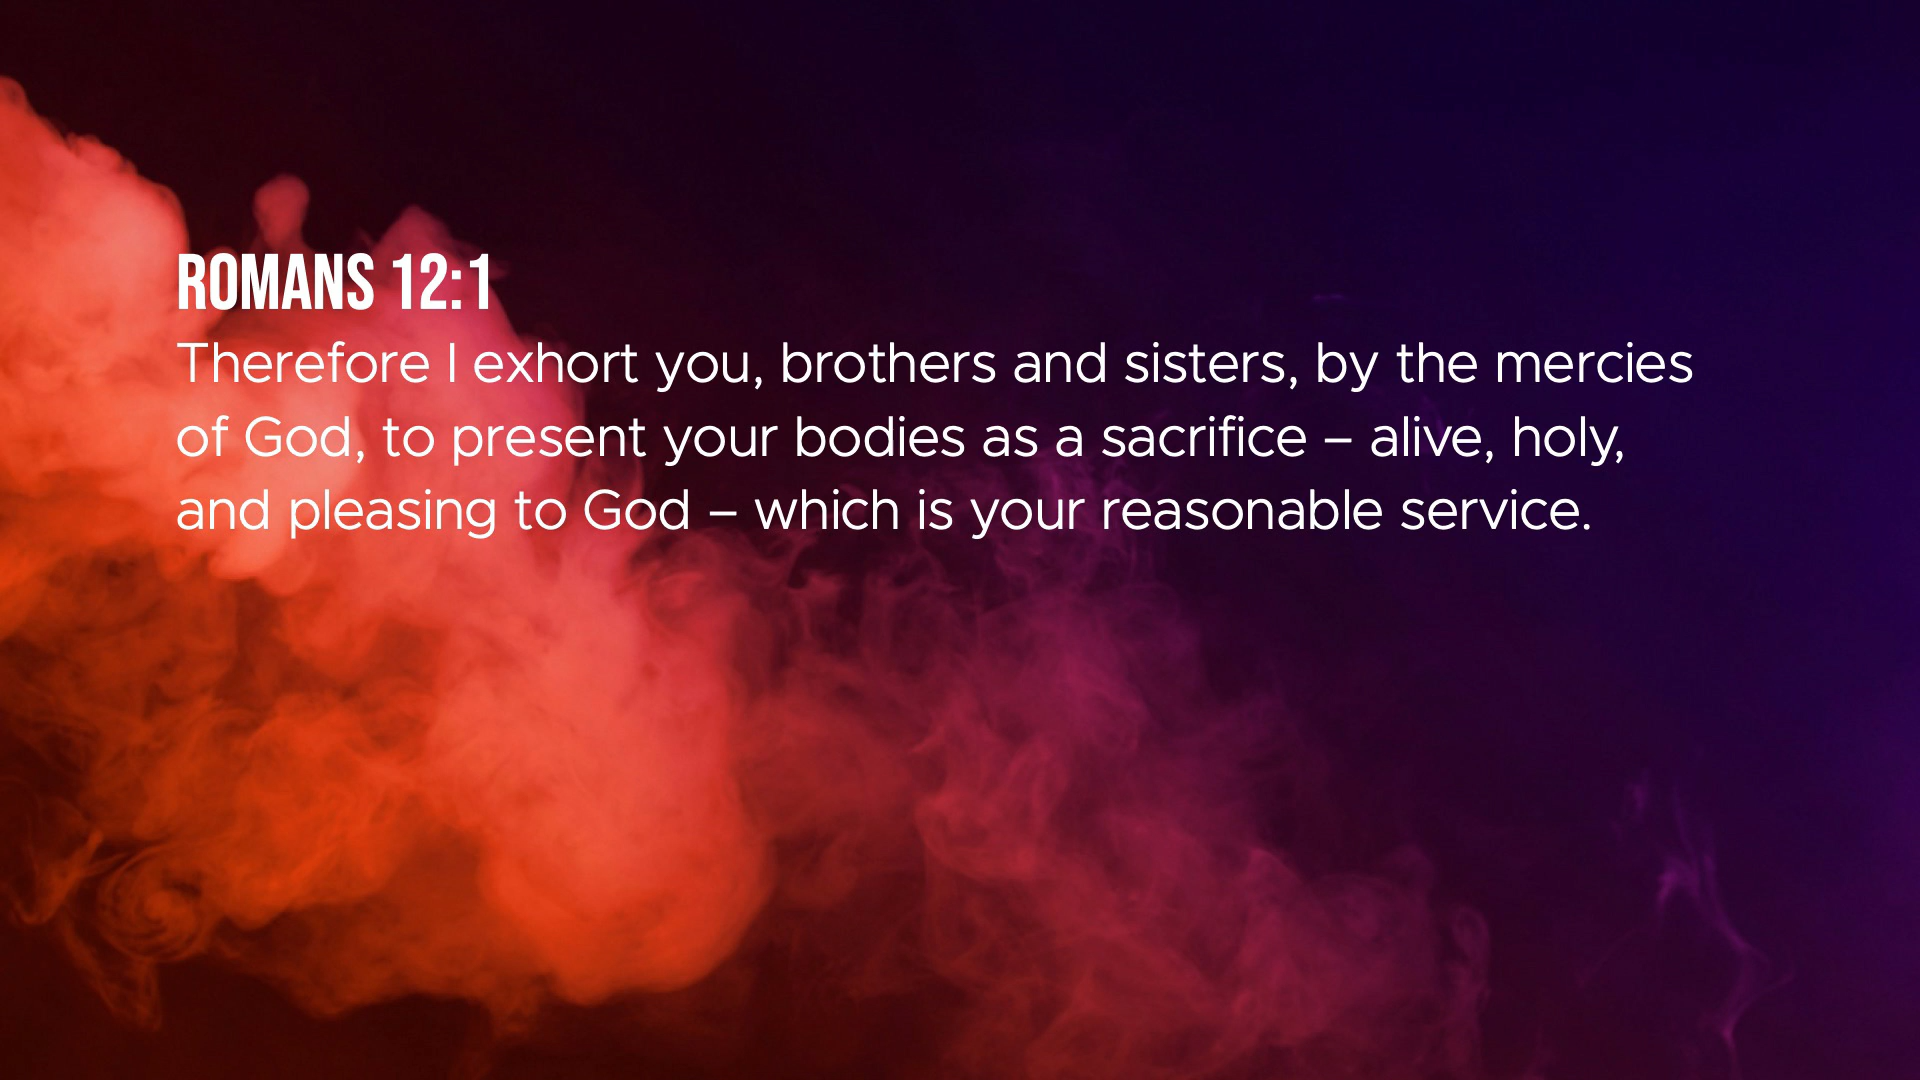 ROMANS 12:1
Therefore I exhort you, brothers and sisters, by the mercies
of God, to present your bodies as a sacrifice – alive, holy,
and pleasing to God – which is your reasonable service.